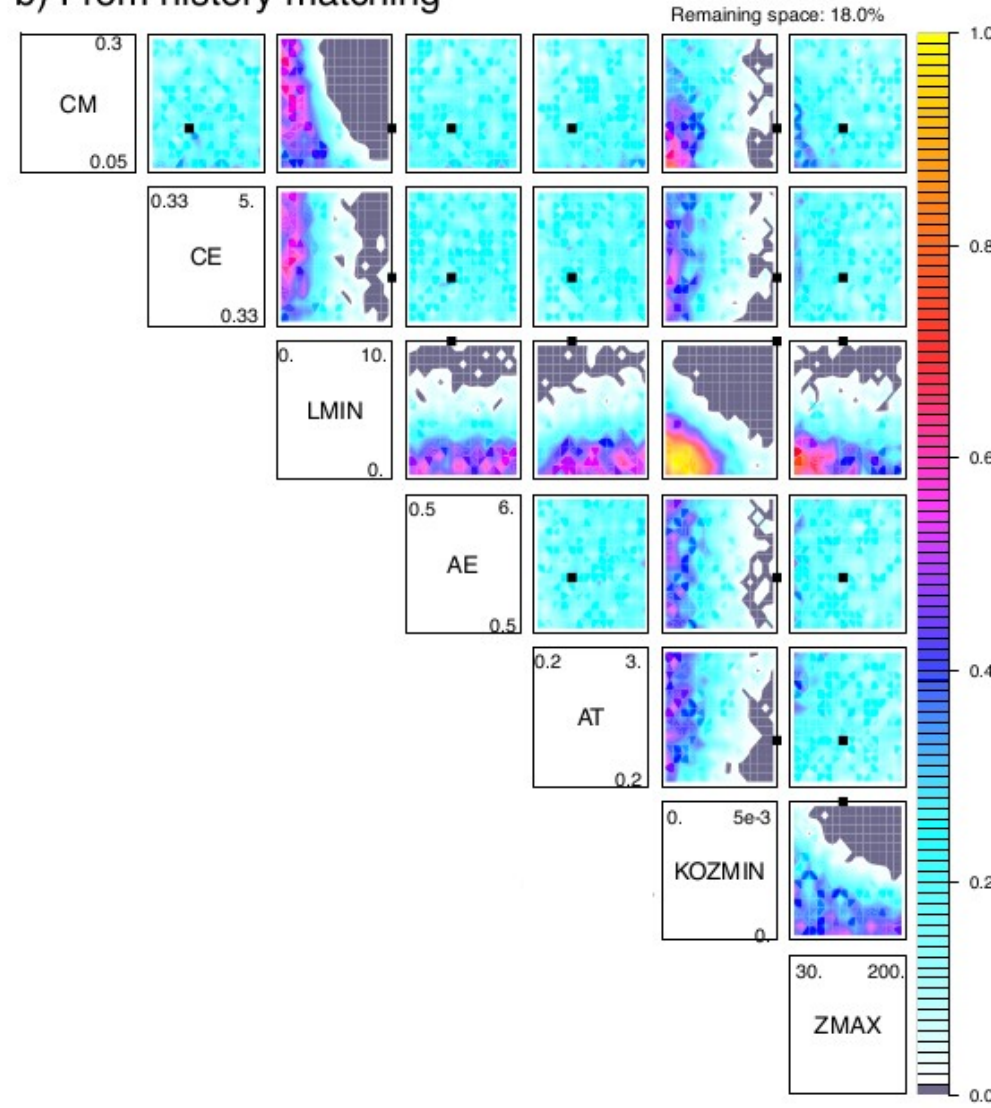 b) From history matching
Remaining space: 18.0%
1.0
0.3
CM
0.05
0.33 5.
CE
0.33
0.8
0. 10.
LMIN
0.
0.6
0.5 6.
AE
0.5
0.2 3.
AT
0.2
0.4
0. 5e-3
KOZMIN
0.
0.2
30. 200.
ZMAX
0.0